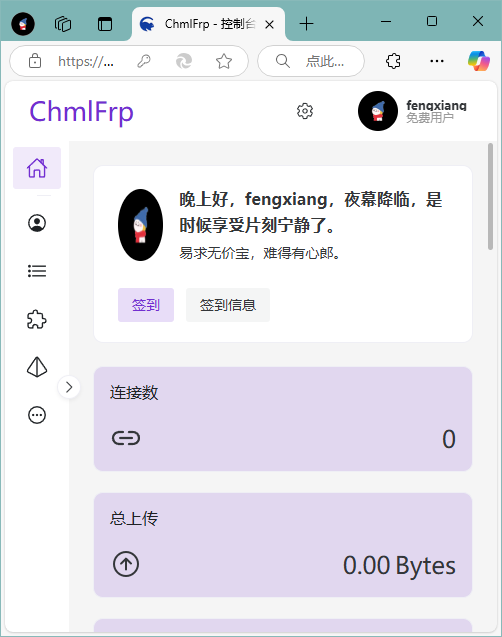 ChmlFrp - 控制台
https://...
点此...
ChmlFrp
fengxiang
免费用户
晚上好，fengxiang，夜幕降临，是
时候享受片刻宁静了。
易求无价宝，难得有心郎。
签到
签到信息
连接数
0
总上传
0.00 Bytes